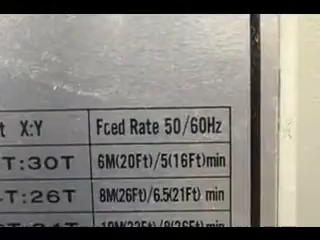 t X:Y Feed Rate 50/60Hz
T:30T 6M(20Ft)/5(16Ft)min
T:26T 8M(26Ft)/6.5(21Ft) min